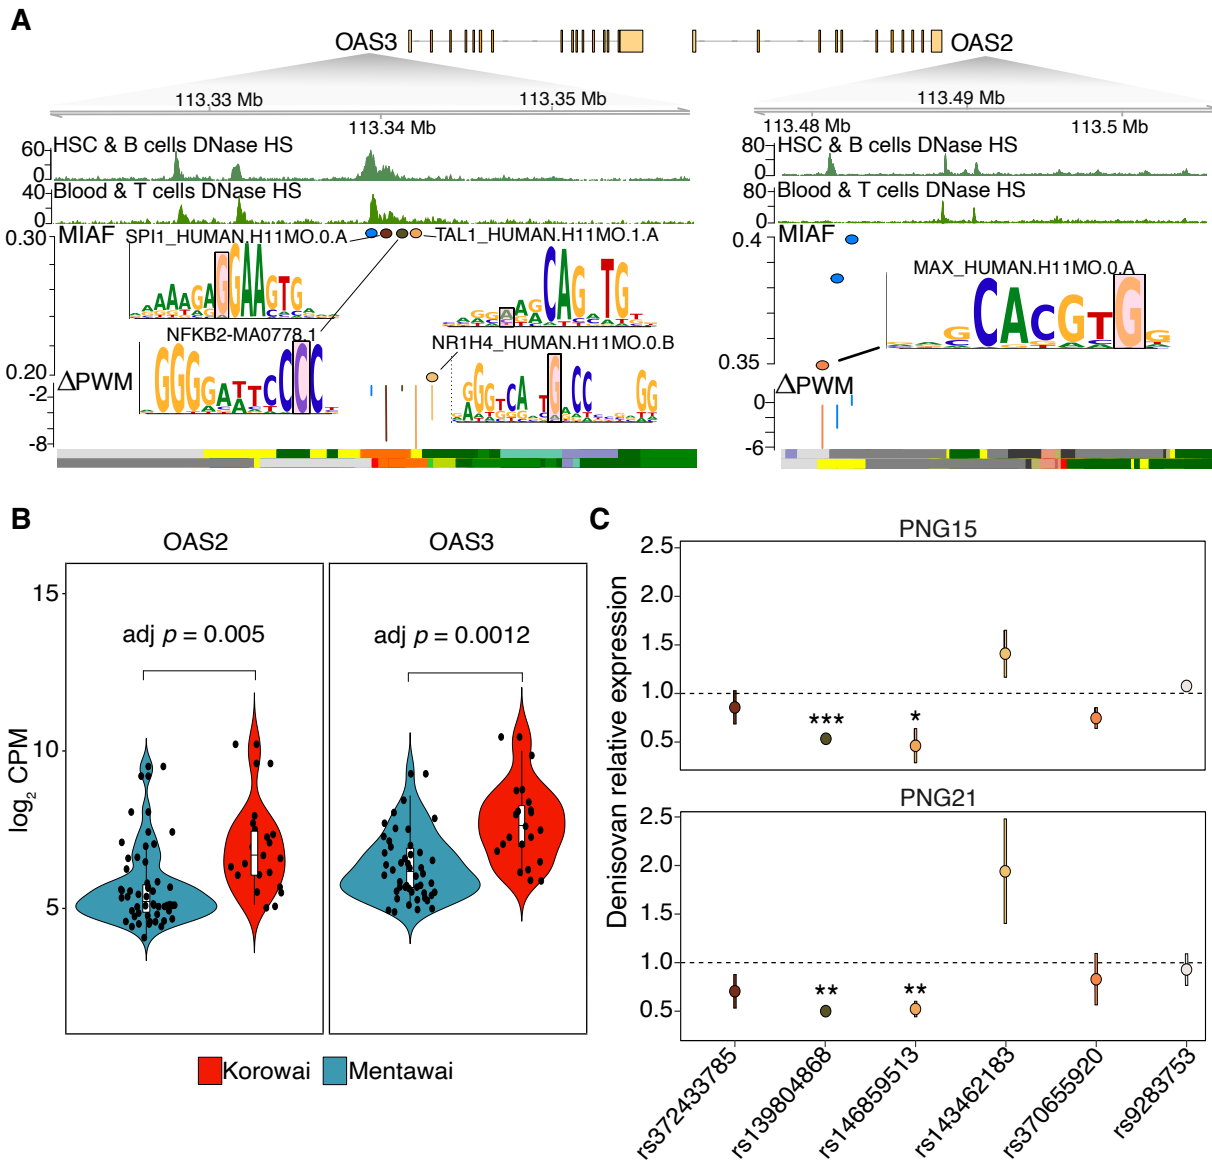 A
OAS3
OAS2
113.33 Mb
113.35 Mb
113.34 Mb
113.49 Mb
113.48 Mb
113.5 Mb
60
0
HSC & B cells DNase HS
40
0
Blood & T cells DNase HS
80
0
HSC & B cells DNase HS
80
0
Blood & T cells DNase HS
0.30
MIAF
SPI1_HUMAN.H11MO.0.A
TAL1_HUMAN.H11MO.1.A
NFKB2-MA0778.1
NR1H4_HUMAN.H11MO.0.B
0.20
ΔPWM
-2
-8
0.4
MIAF
MAX_HUMAN.H11MO.0.A
0.35
ΔPWM
0
-6
B
OAS2
OAS3
15
10
5
log2 CPM
adj p = 0.005
adj p = 0.0012
Korowai
Mentawai
C
PNG15
2.5
2.0
1.5
1.0
0.5
***
*
Denisovan relative expression
PNG21
2.5
2.0
1.5
1.0
0.5
**
**
rs372433785
rs139804868
rs146859513
rs143462183
rs370655920
rs9283753